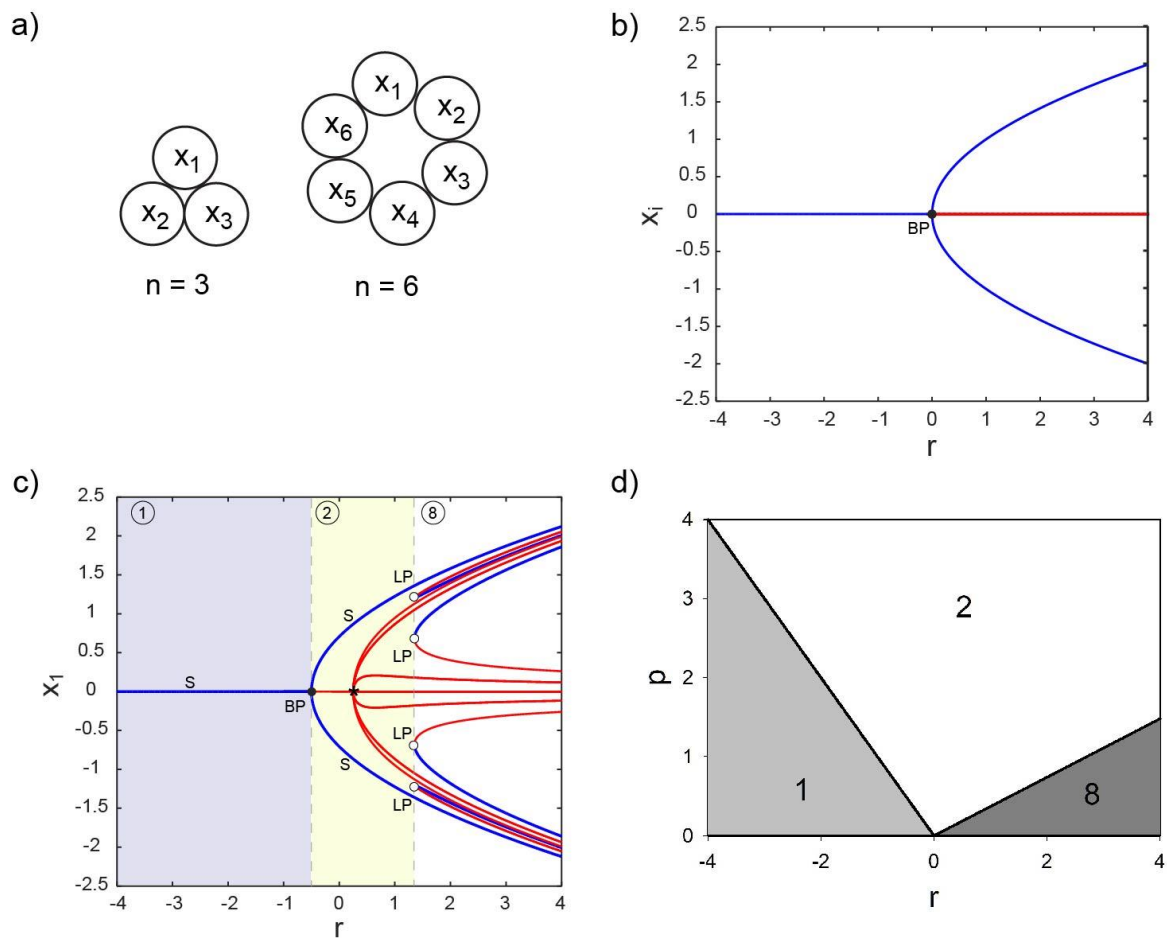 a)
x1
x2
x3
n = 3
x1
x2
x3
x4
x5
x6
n = 6
b)
xi
2.5
2
1.5
1
0.5
0
-0.5
-1
-1.5
-2
-2.5
BP
-4 -3 -2 -1 0 1 2 3 4
r
c)
x1
2.5
2
1.5
1
0.5
0
-0.5
-1
-1.5
-2
-2.5
1 2 8
LP
S
LP
S
BP
*
LP
S
LP
-4 -3 -2 -1 0 1 2 3 4
r
d)
p
4
3
2
1
0
2
1
8
-4 -2 0 2 4
r